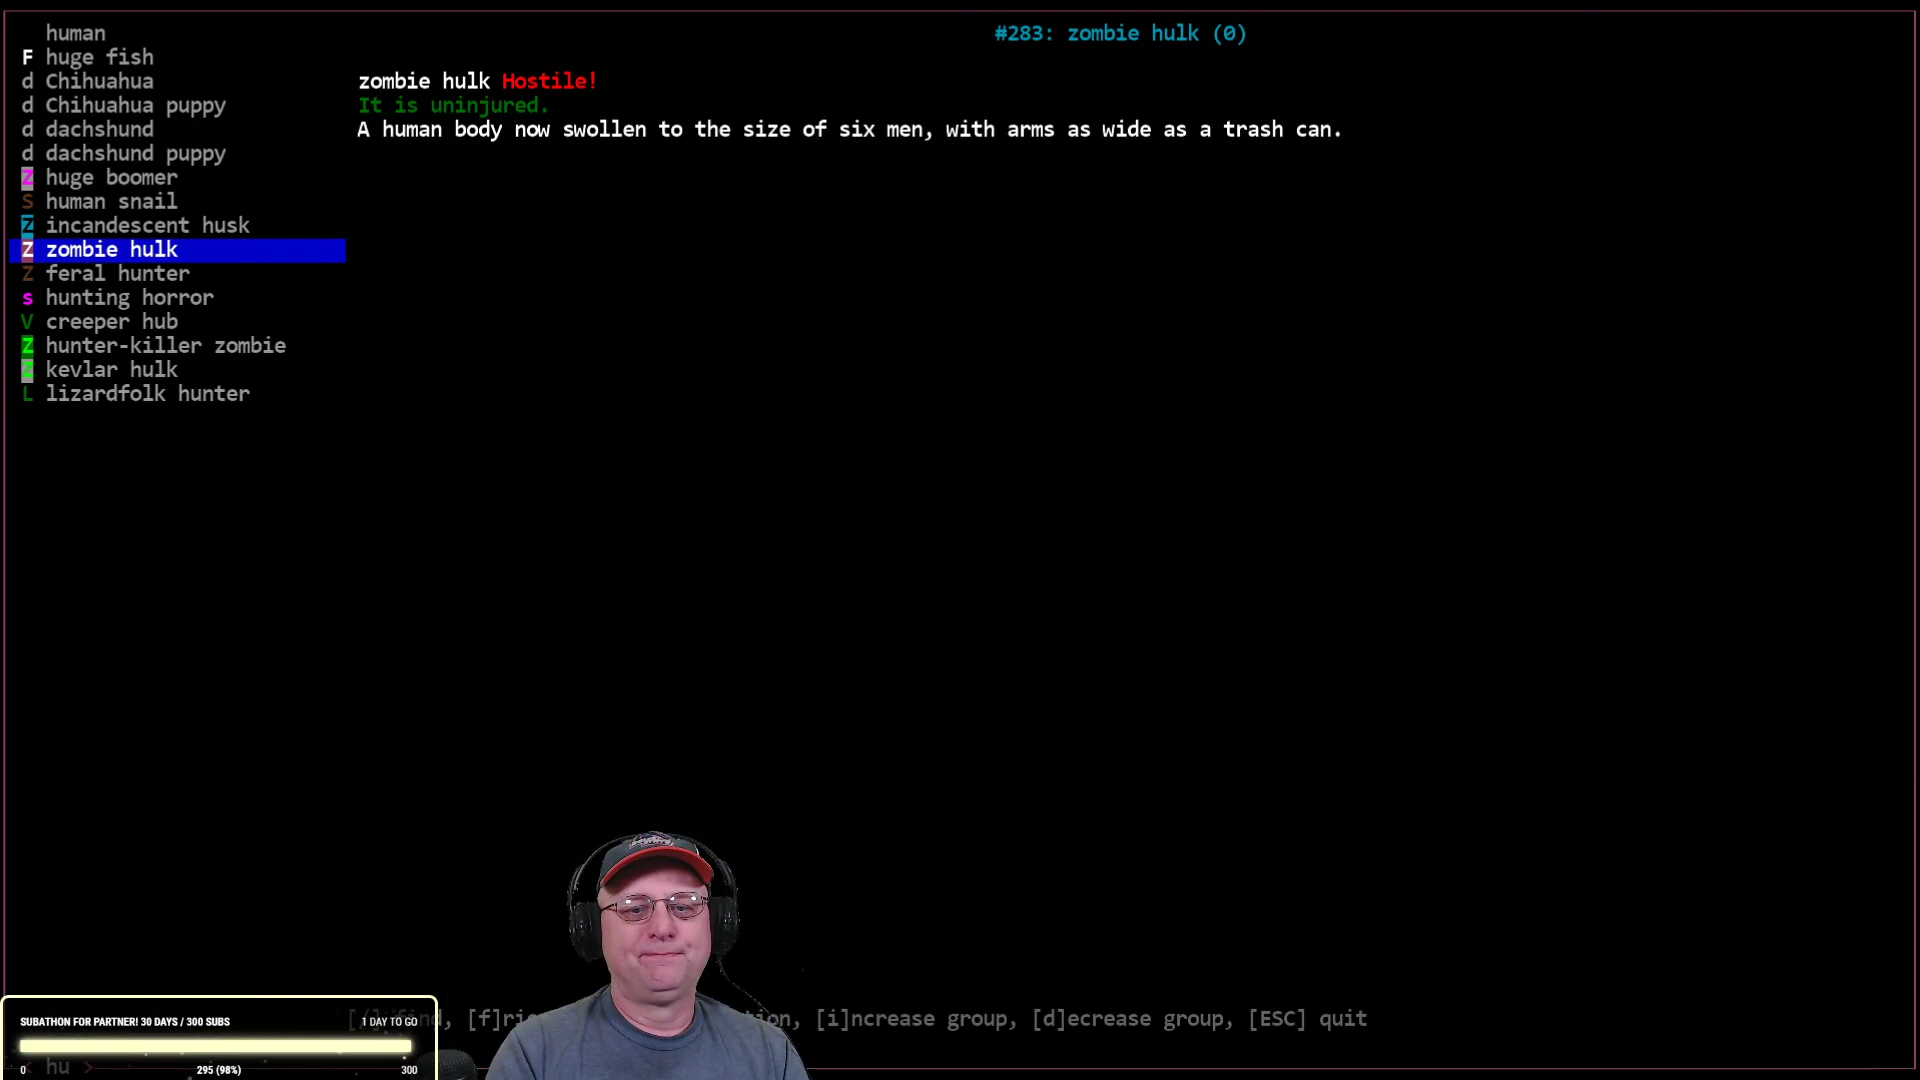 human
F huge fish
d Chihuahua
d Chihuahua puppy
d dachshund
d dachshund puppy
Z huge boomer
S human snail
Z incandescent husk
Z zombie hulk
Z feral hunter
s hunting horror
V creeper hub
Z hunter-killer zombie
Z kevlar hulk
L lizardfolk hunter
#283: zombie hulk (0)
zombie hulk Hostile!
It is uninjured.
A human body now swollen to the size of six men, with arms as wide as a trash can.
[i]ncrease group, [d]ecrease group, [ESC] quit
SUBATHON FOR PARTNER! 30 DAYS / 300 SUBS 1 DAY TO GO
0 295 (98%) 300
< hu >